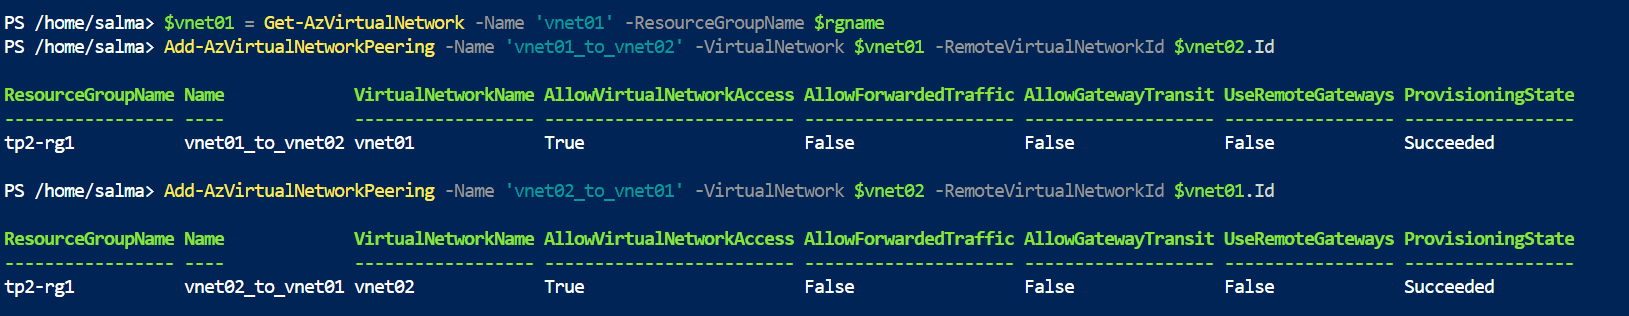 PS /home/salma> $vnet01 = Get-AzVirtualNetwork -Name 'vnet01' -ResourceGroupName $rgname
PS /home/salma> Add-AzVirtualNetworkPeering -Name 'vnet01_to_vnet02' -VirtualNetwork $vnet01 -RemoteVirtualNetworkId $vnet02.Id
ResourceGroupName Name             VirtualNetworkName AllowVirtualNetworkAccess AllowForwardedTraffic AllowGatewayTransit UseRemoteGateways ProvisioningState
----------------- ----             ------------------ ------------------------- --------------------- ------------------- ----------------- -----------------
tp2-rg1           vnet01_to_vnet02 vnet01             True                      False                 False               False             Succeeded
PS /home/salma> Add-AzVirtualNetworkPeering -Name 'vnet02_to_vnet01' -VirtualNetwork $vnet02 -RemoteVirtualNetworkId $vnet01.Id
ResourceGroupName Name             VirtualNetworkName AllowVirtualNetworkAccess AllowForwardedTraffic AllowGatewayTransit UseRemoteGateways ProvisioningState
----------------- ----             ------------------ ------------------------- --------------------- ------------------- ----------------- -----------------
tp2-rg1           vnet02_to_vnet01 vnet02             True                      False                 False               False             Succeeded